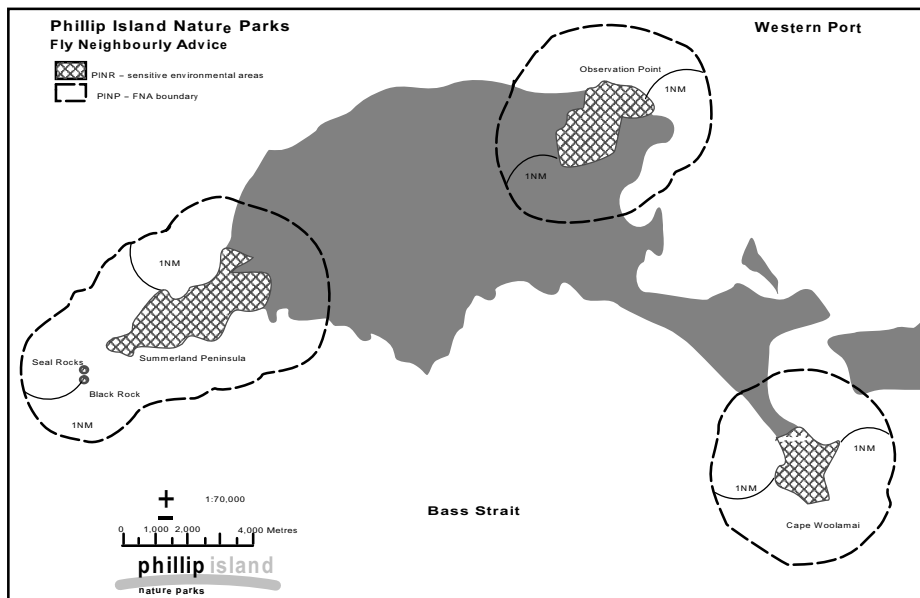 Phillip Island Nature Parks
Fly Neighbourly Advice
PINR – sensitive environmental areas
PINP – FNA boundary
Western Port
Observation Point
1NM
1NM
1NM
Summerland Peninsula
Seal Rocks
Black Rock
1NM
1NM
1NM
Cape Woolamai
Bass Strait
1:70,000
0 1,000 2,000 4,000 Metres
phillip island
nature parks